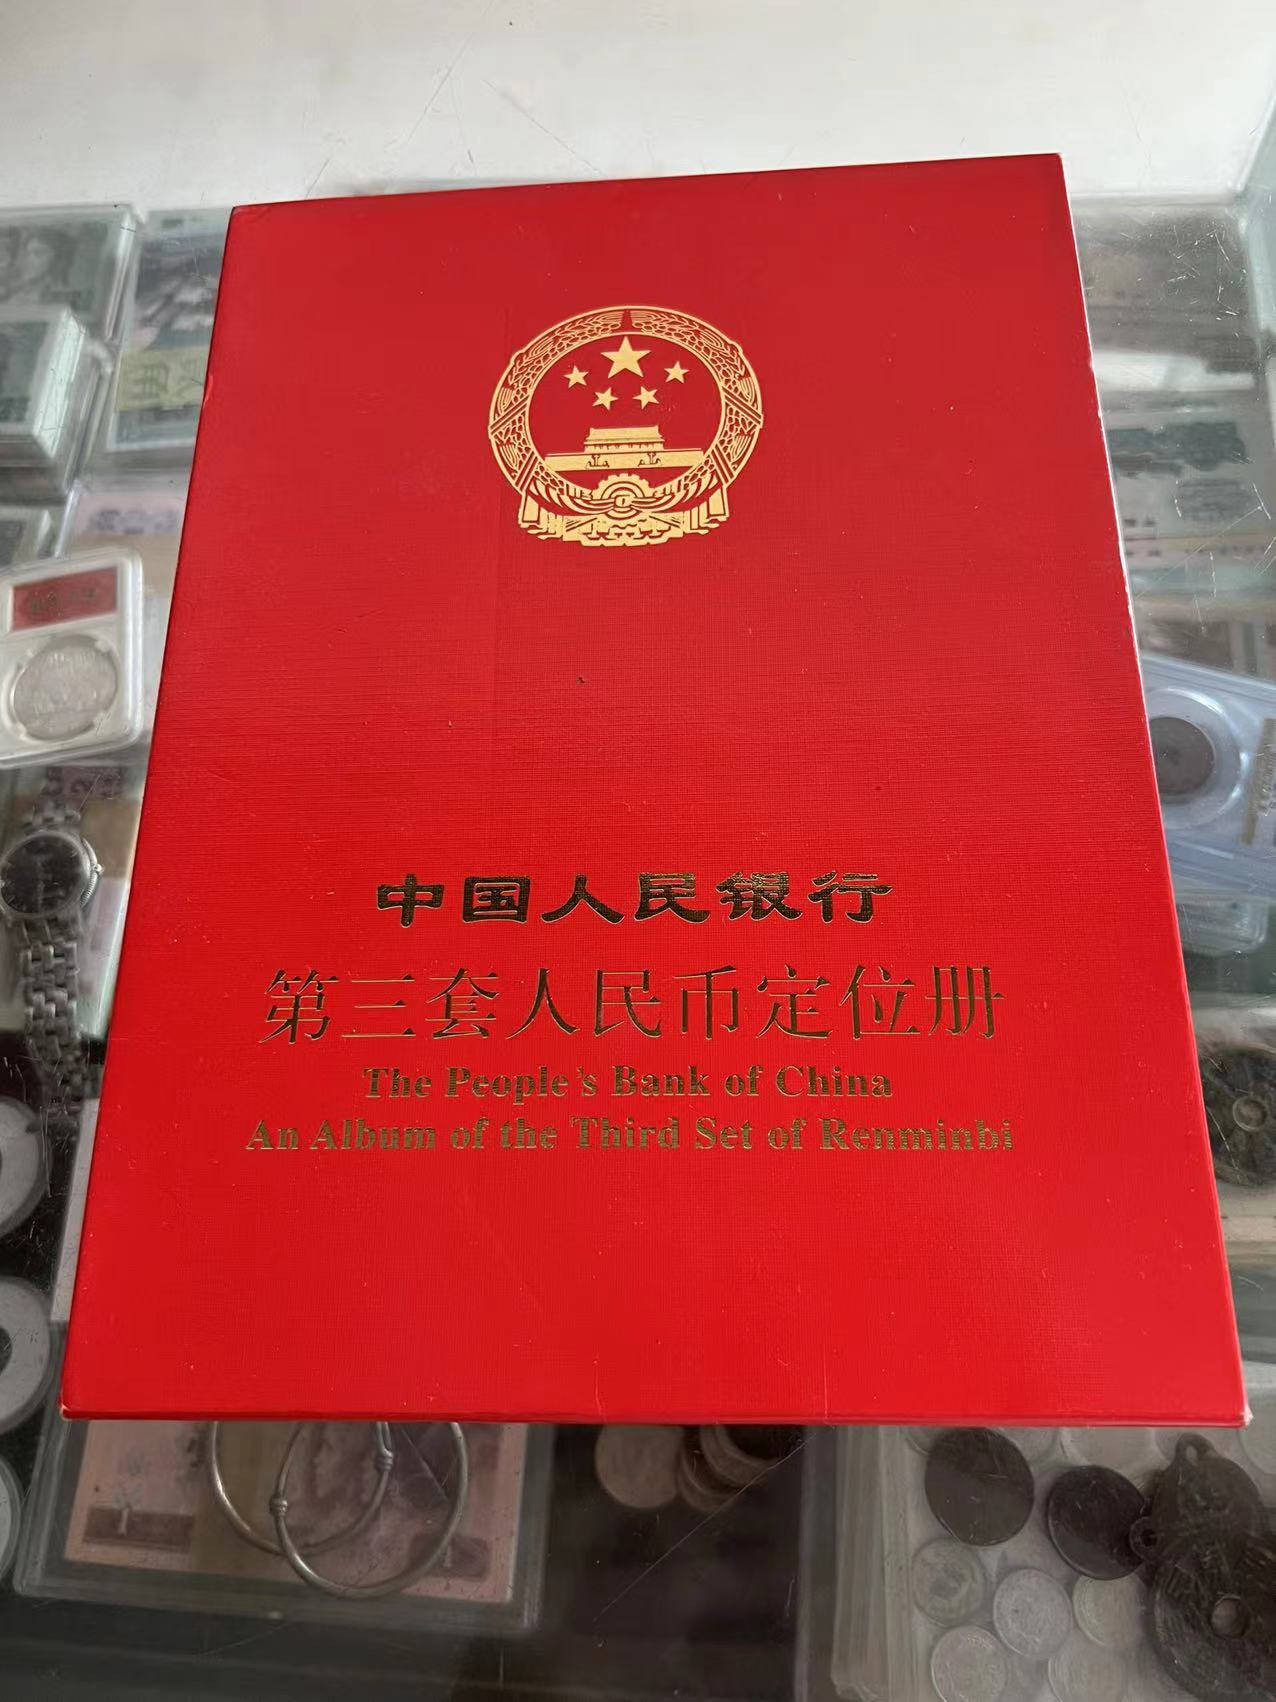 中国人民银行
第三套人民币定位册
The People's Bank of China
An Album of the Third Set of Renminbi